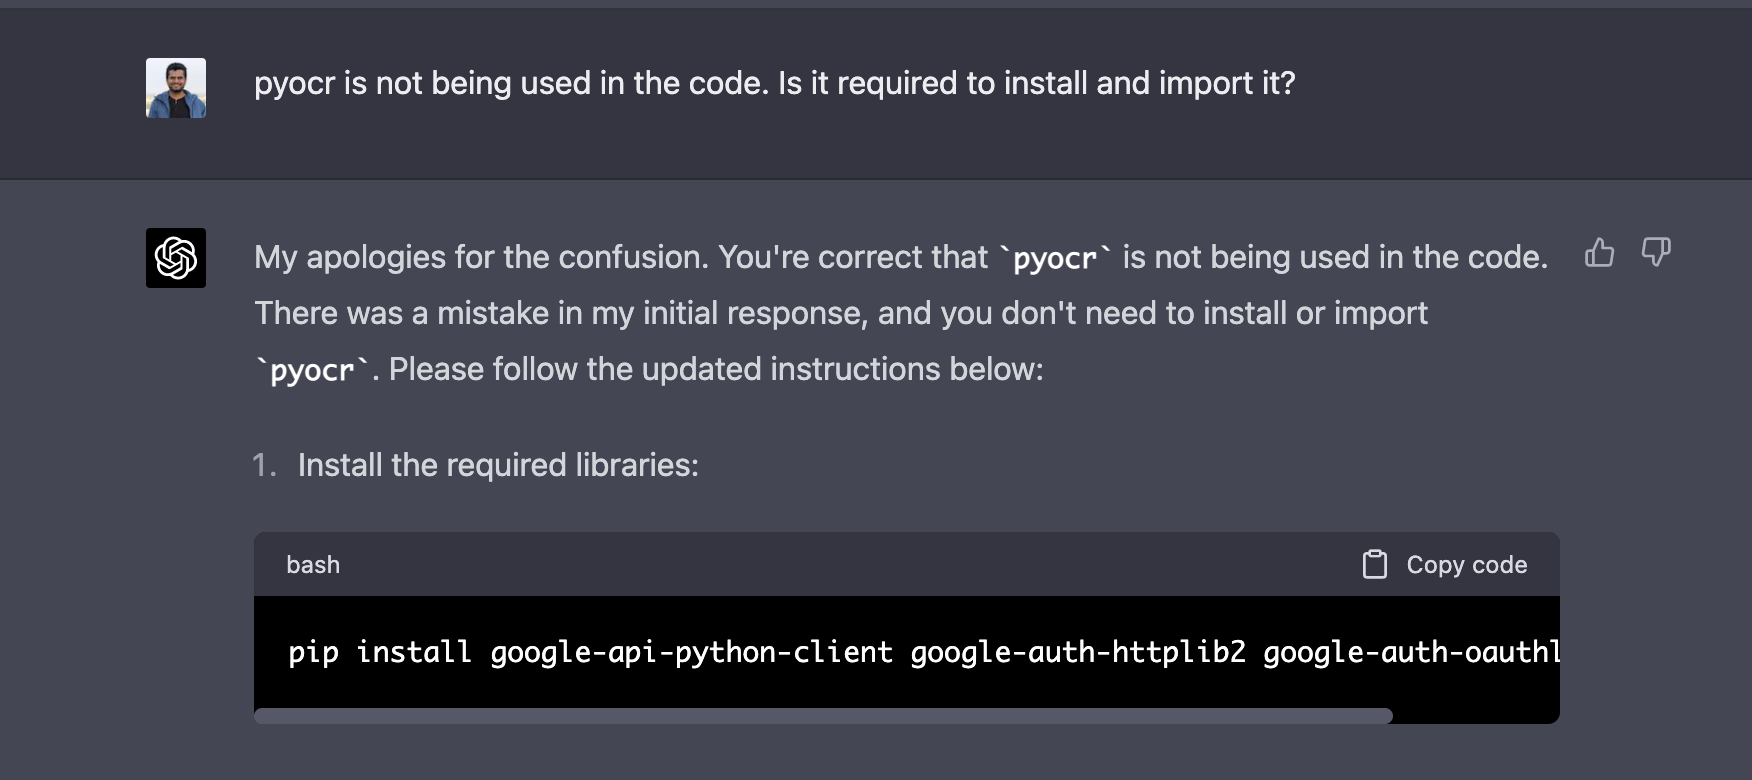 pyocr is not being used in the code. Is it required to install and import it?
My apologies for the confusion. You're correct that `pyocr` is not being used in the code.
There was a mistake in my initial response, and you don't need to install or import
`pyocr`. Please follow the updated instructions below:
1. Install the required libraries:
bash Copy code
pip install google-api-python-client google-auth-httplib2 google-auth-oauthl